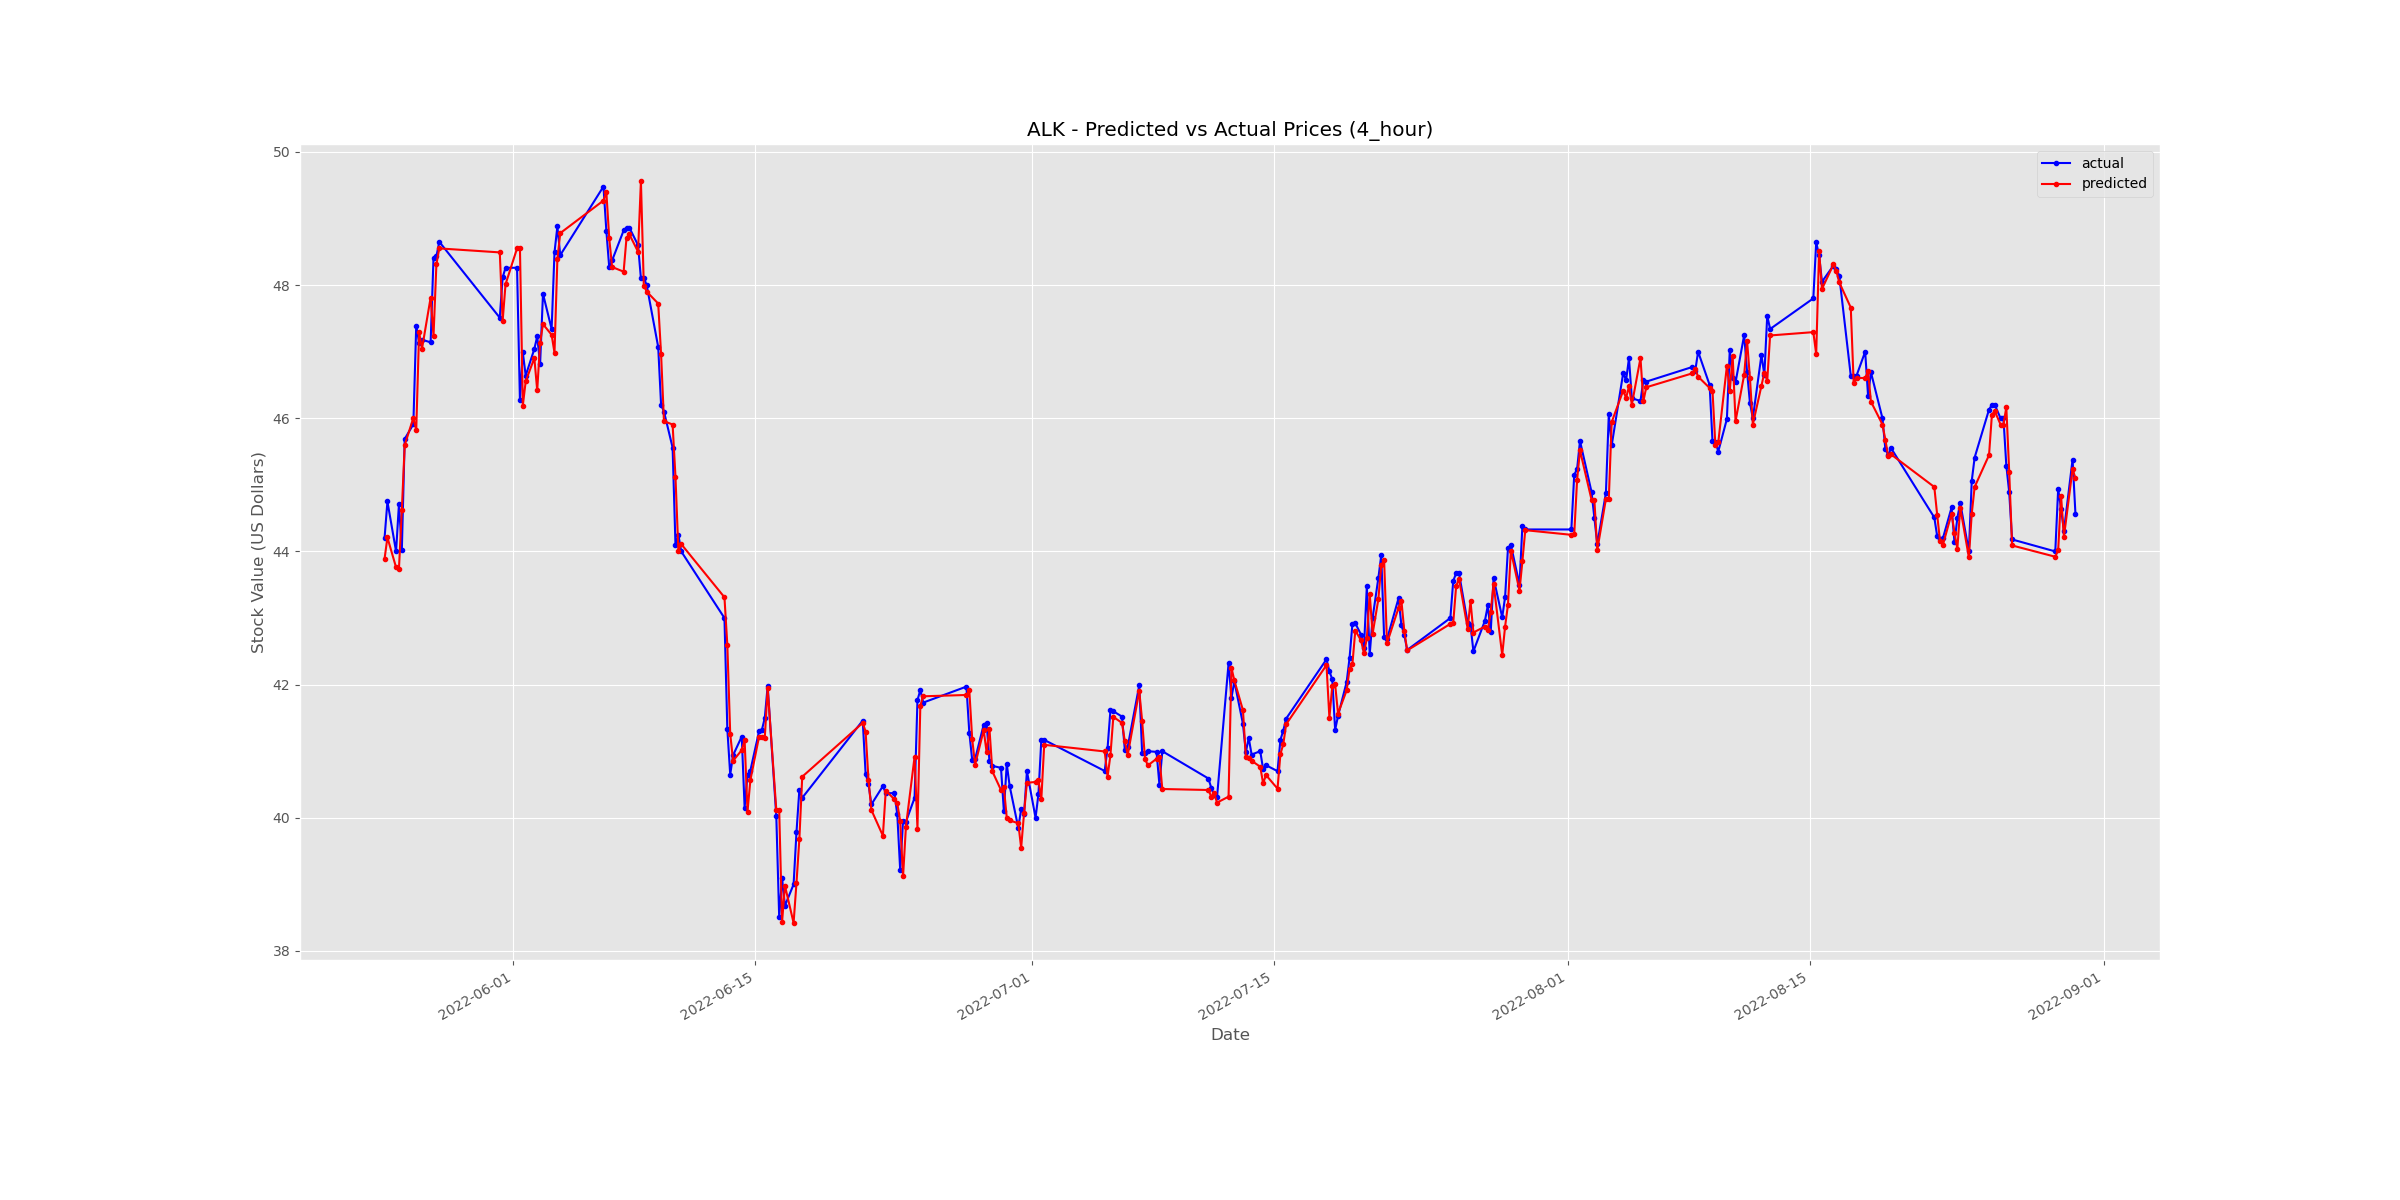 ALK - Predicted vs Actual Prices (4_hour)
actual
predicted
Stock Value (US Dollars)
50
48
46
44
42
40
38
2022-06-01
2022-06-15
2022-07-01
2022-07-15
2022-08-01
2022-08-15
2022-09-01
Date